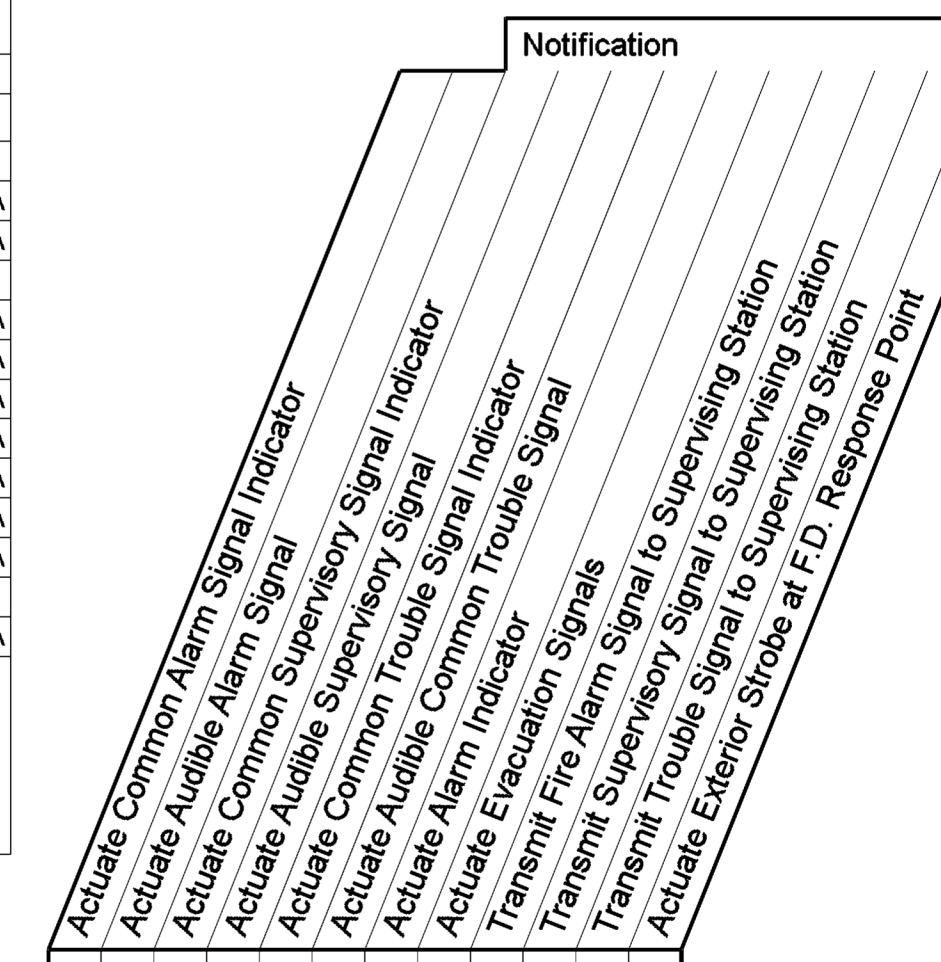 Notification
Actuate Common Alarm Signal Indicator
Actuate Audible Alarm Signal
Actuate Common Supervisory Signal Indicator
Actuate Audible Supervisory Signal
Actuate Common Trouble Signal Indicator
Actuate Audible Common Trouble Signal
Actuate Alarm Indicator
Actuate Evacuation Signals
Transmit Fire Alarm Signal to Supervising Station
Transmit Supervisory Signal to Supervising Station
Transmit Trouble Signal to Supervising Station
Actuate Exterior Strobe at F.D. Response Point